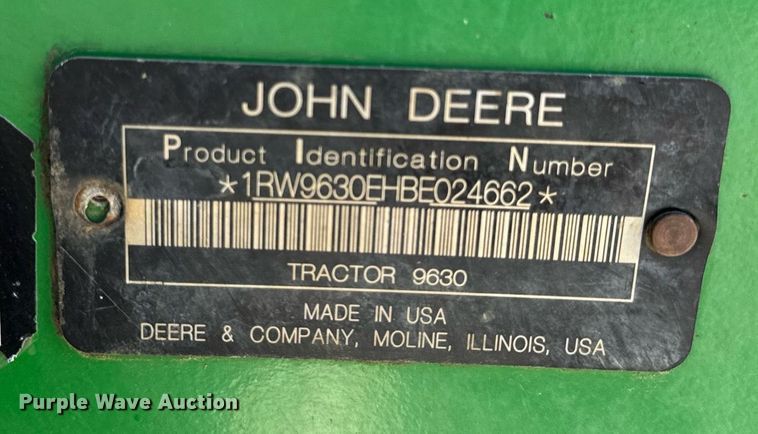 JOHN DEERE
Product Identification Number
*1RW9630EHBE024662*
TRACTOR 9630
MADE IN USA
DEERE & COMPANY, MOLINE, ILLINOIS, USA
Purple Wave Auction